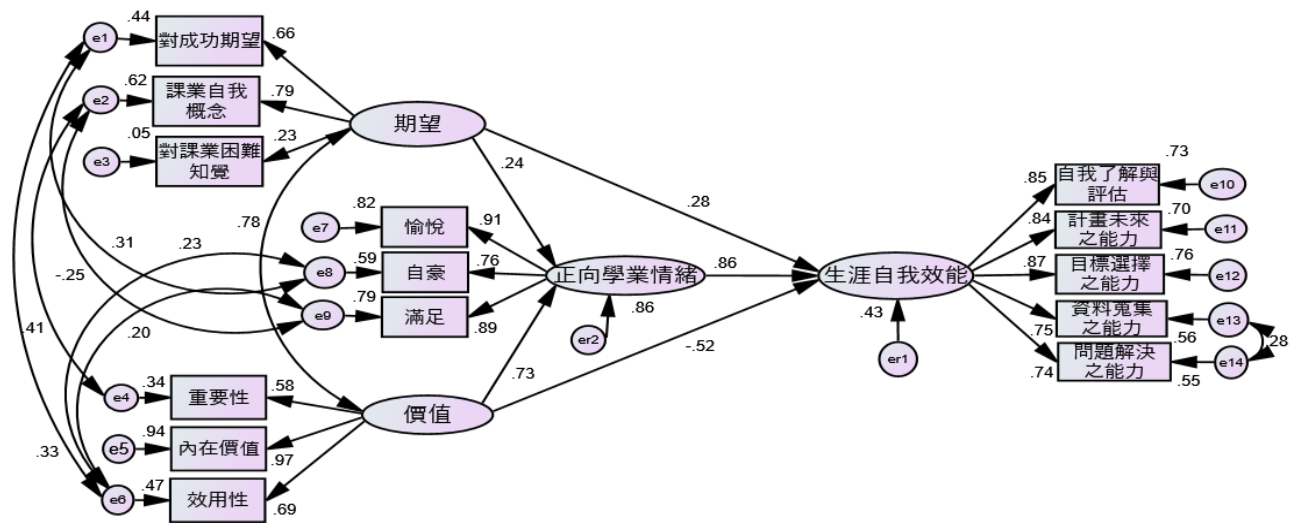 .44
e1
對成功期望
.66
.62
e2
課業自我
概念
.79
.05
e3
對課業困難
知覺
.23
期望
.24
.28
.78
.82
e7
愉悅
.91
.31
.23
e8
.59
自豪
.76
-.25
e9
.79
滿足
.89
.20
.41
正向學業情緒
.86
.86
er2
生涯自我效能
.43
er1
-.52
.73
.85
自我了解與
評估
.73
e10
.84
計畫未來
之能力
.70
e11
.87
目標選擇
之能力
.76
e12
.75
資料蒐集
之能力
.56
e13
.28
.74
問題解決
之能力
.55
e14
e4
.34
重要性
.58
價值
.33
e5
.94
內在價值
.97
e6
.47
效用性
.69